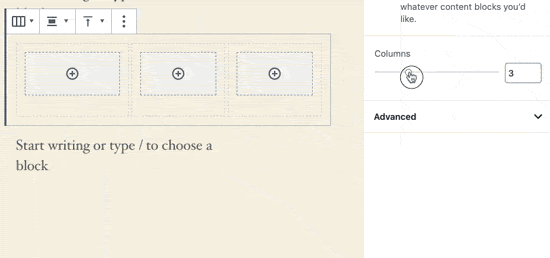 whatever content blocks you'd
like.
Columns
3
Advanced
Start writing or type / to choose a
block